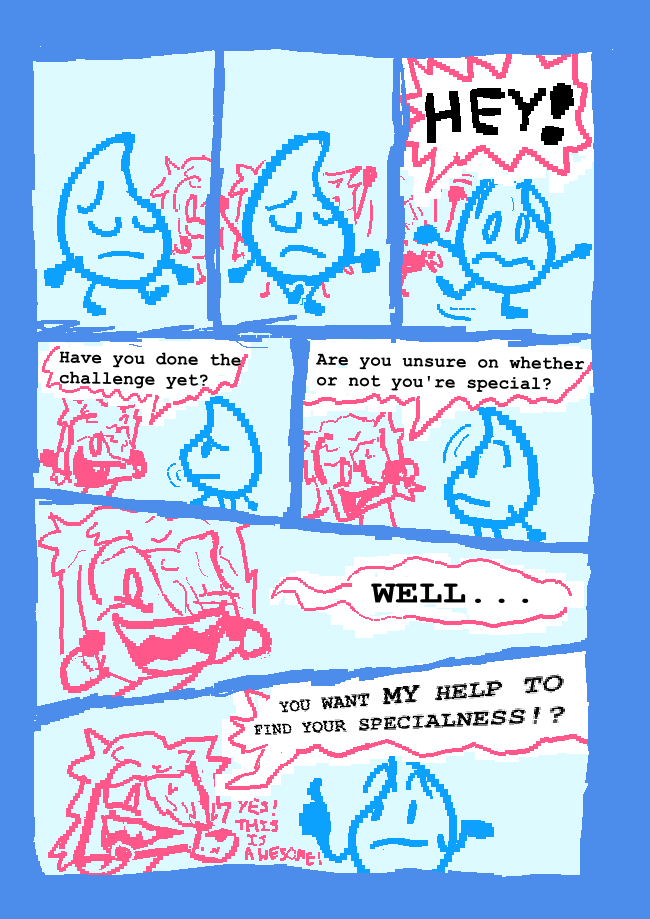 HEY!
Have you done the
challenge yet?
Are you unsure on whether
or not you're special?
WELL...
YOU WANT MY HELP TO
FIND YOUR SPECIALNESS!?
YES!
THIS
IS
AWESOME!